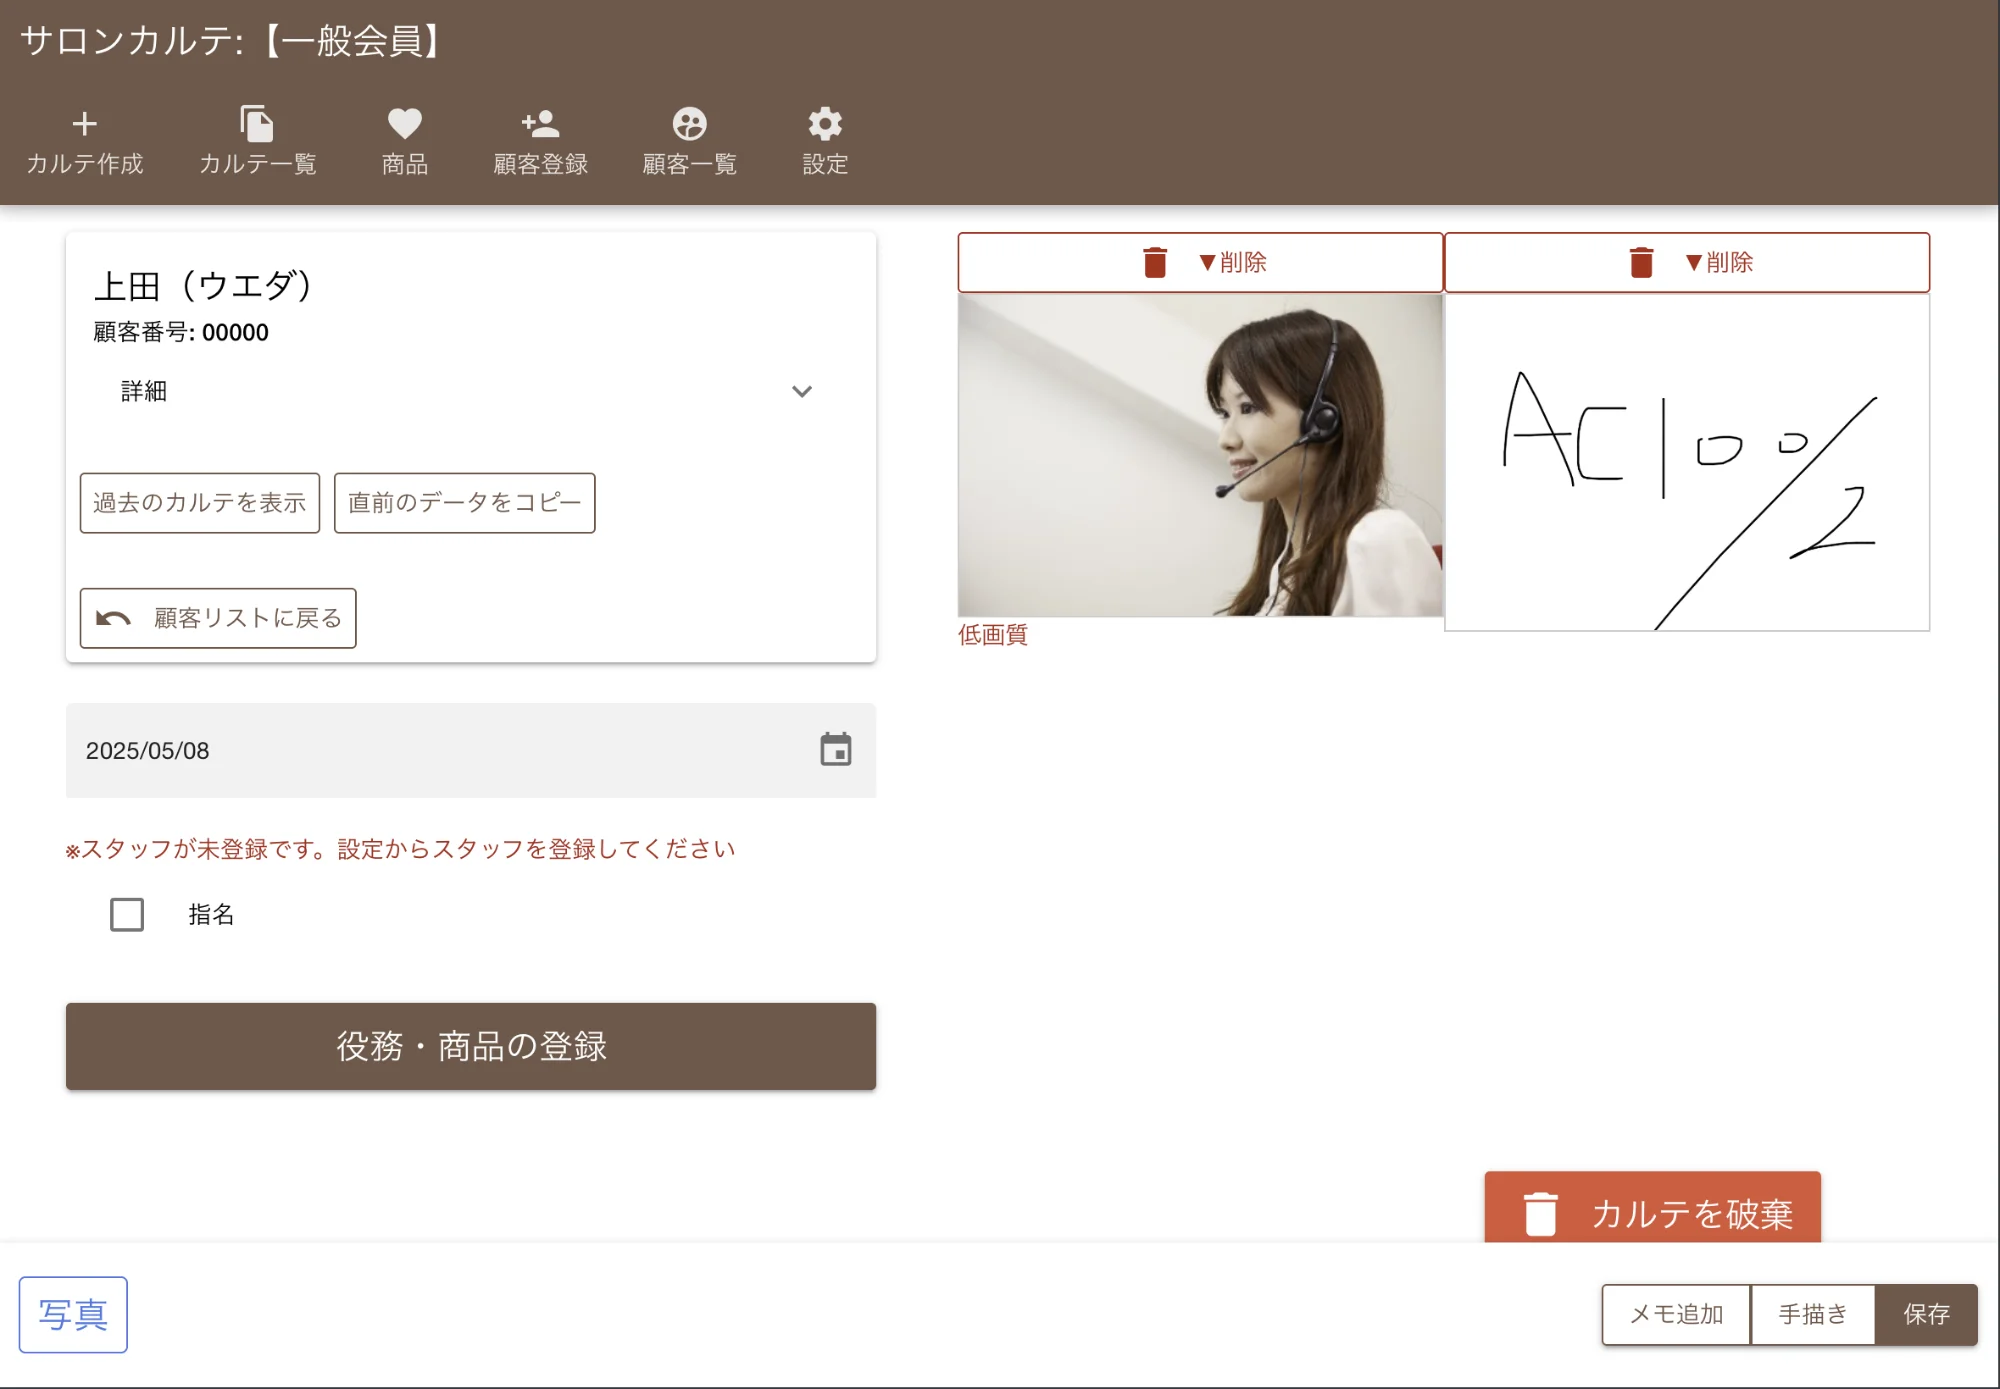 サロンカルテ:【一般会員】
カルテ作成
カルテ一覧
商品
顧客登録
顧客一覧
設定
上田（ウエダ）
顧客番号: 00000
詳細
過去のカルテを表示
直前のデータをコピー
顧客リストに戻る
▼削除
▼削除
AC100/2
低画質
2025/05/08
※スタッフが未登録です。設定からスタッフを登録してください
指名
役務・商品の登録
カルテを破棄
写真
メモ追加
手描き
保存